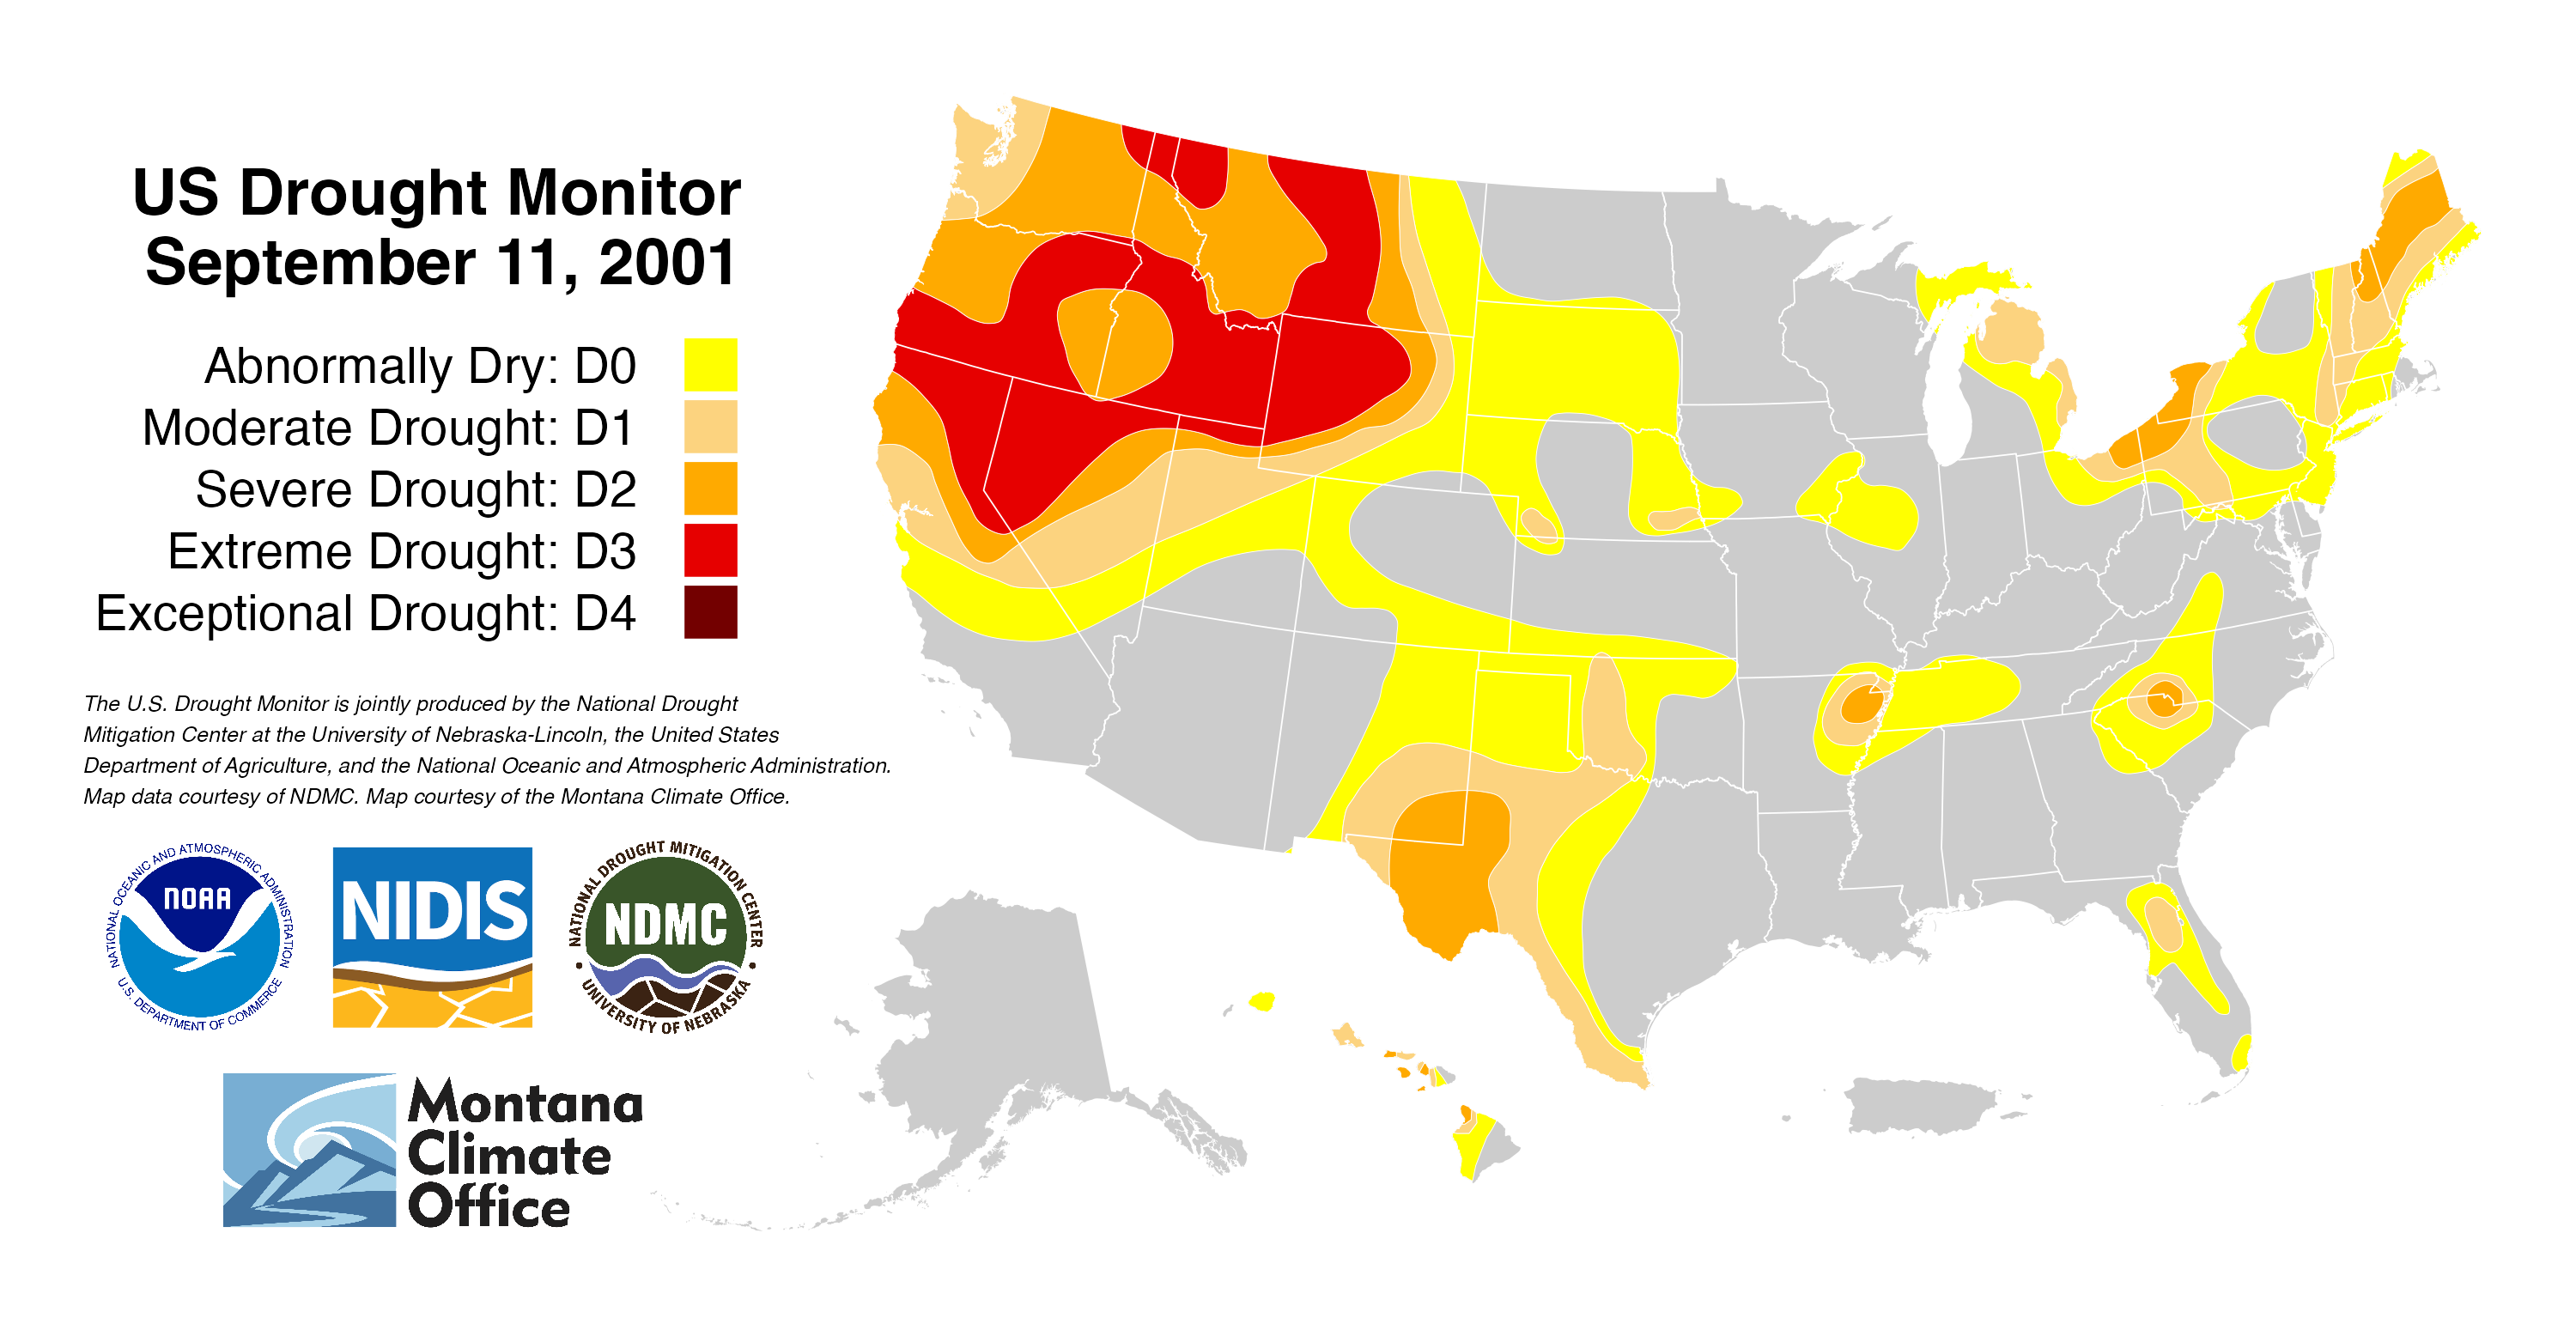 US Drought Monitor
September 11, 2001
Abnormally Dry: D0
Moderate Drought: D1
Severe Drought: D2
Extreme Drought: D3
Exceptional Drought: D4
The U.S. Drought Monitor is jointly produced by the National Drought
Mitigation Center at the University of Nebraska-Lincoln, the United States
Department of Agriculture, and the National Oceanic and Atmospheric Administration.
Map data courtesy of NDMC. Map courtesy of the Montana Climate Office.
NATIONAL OCEANIC AND ATMOSPHERIC ADMINISTRATION
NOAA
U.S. DEPARTMENT OF COMMERCE
NIDIS
NATIONAL DROUGHT MITIGATION CENTER
NDMC
UNIVERSITY OF NEBRASKA
Montana
Climate
Office